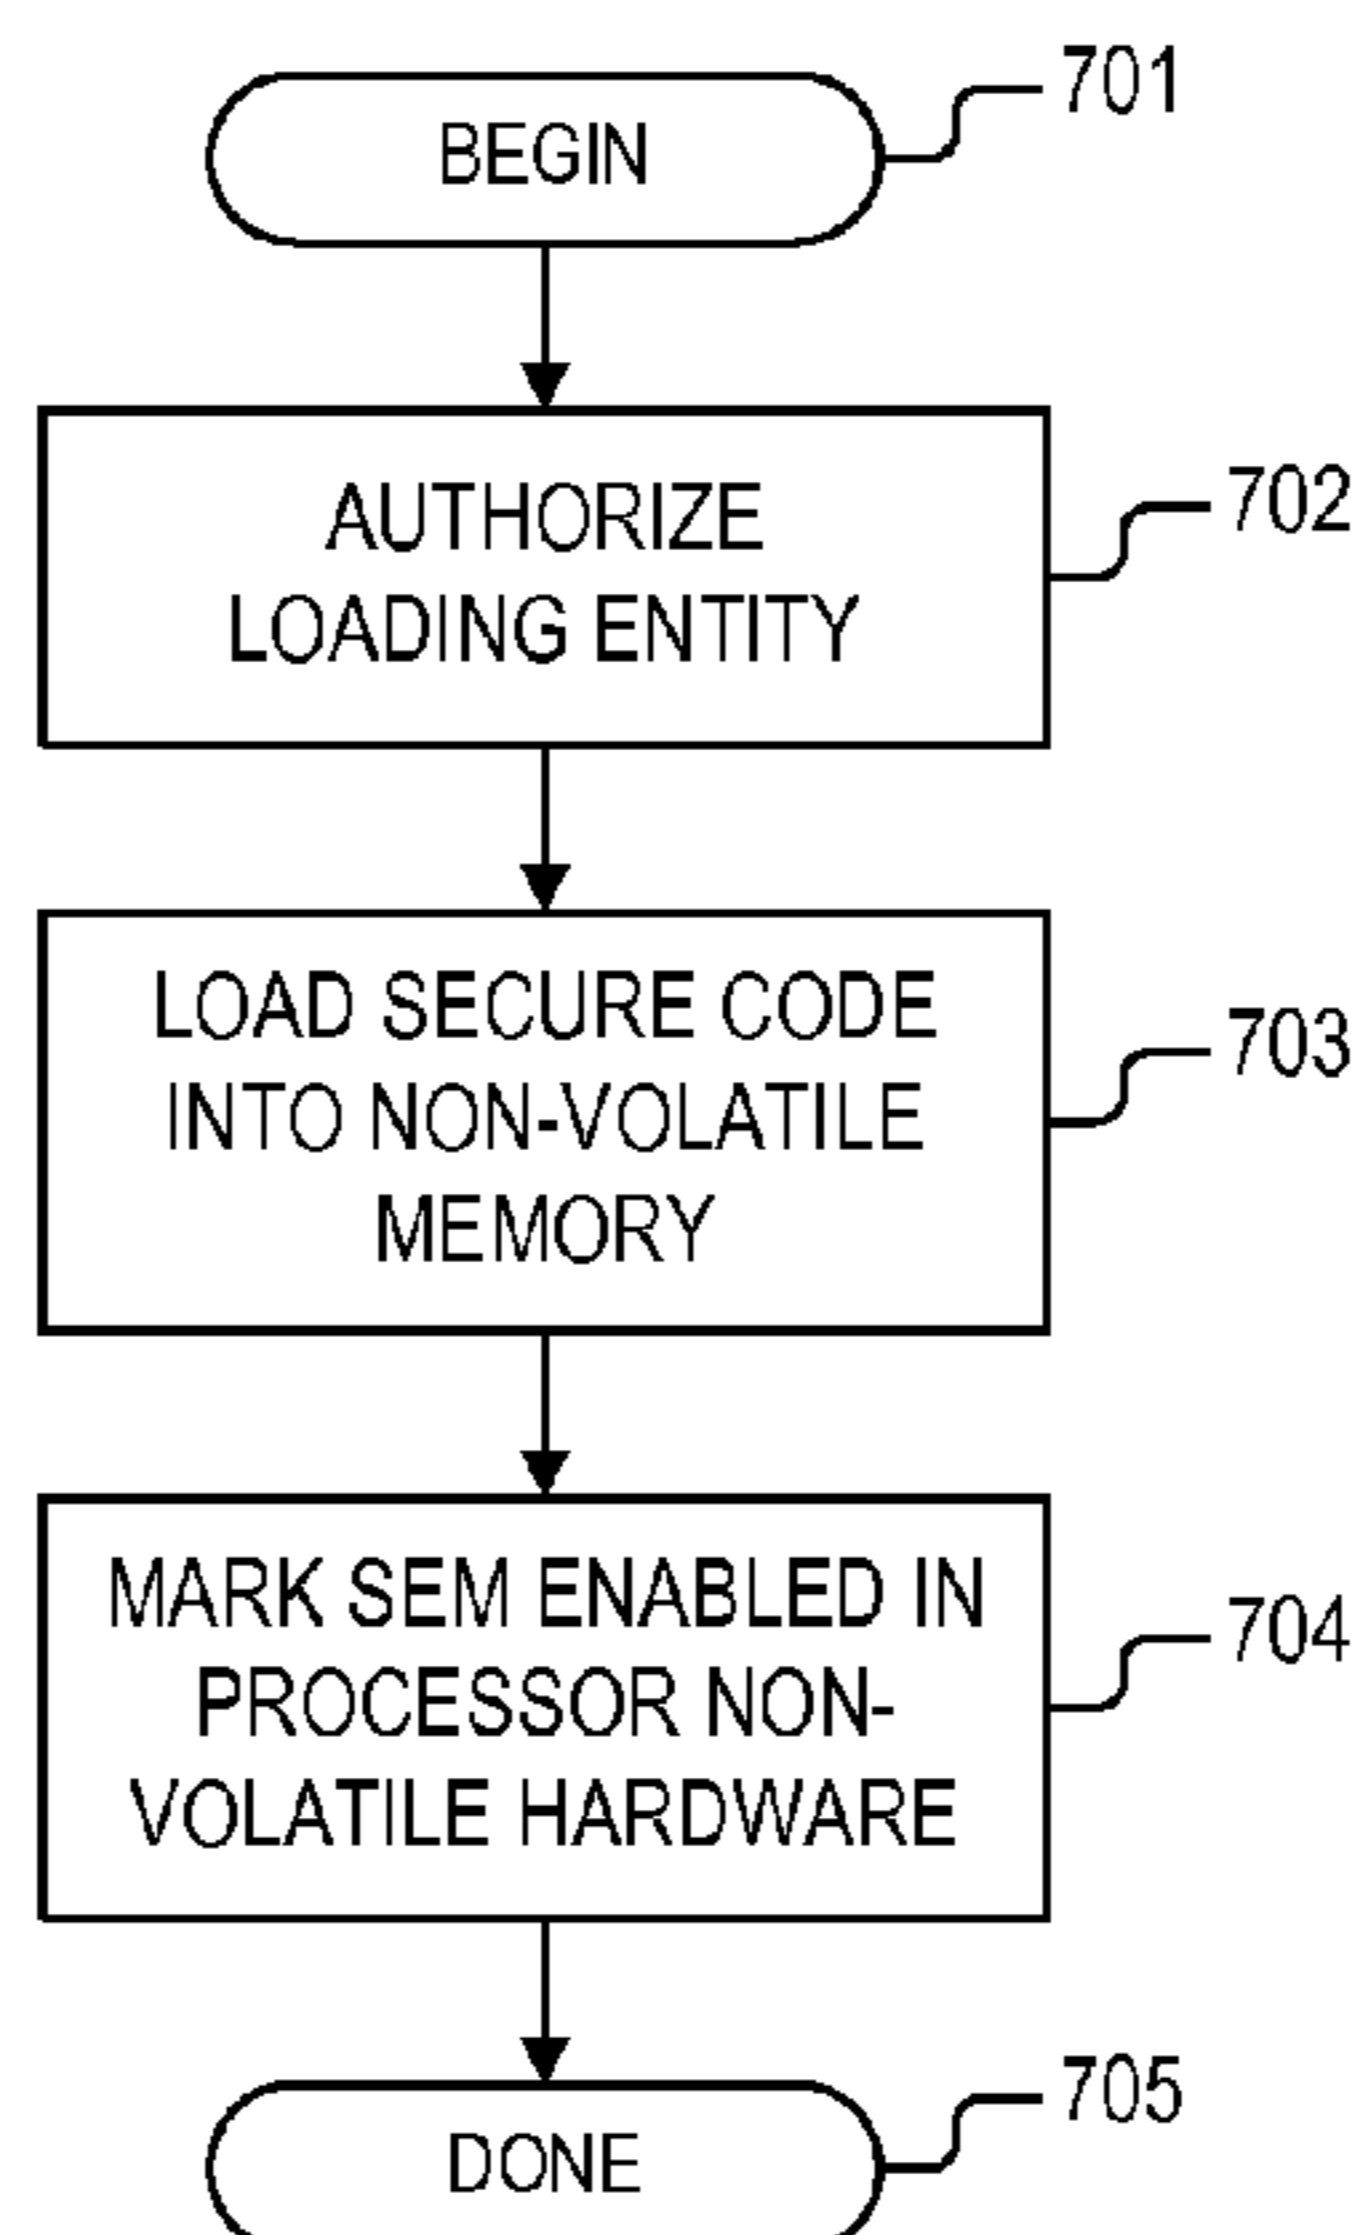 BEGIN
701
AUTHORIZE
LOADING ENTITY
702
LOAD SECURE CODE
INTO NON-VOLATILE
MEMORY
703
MARK SEM ENABLED IN
PROCESSOR NON-
VOLATILE HARDWARE
704
DONE
705